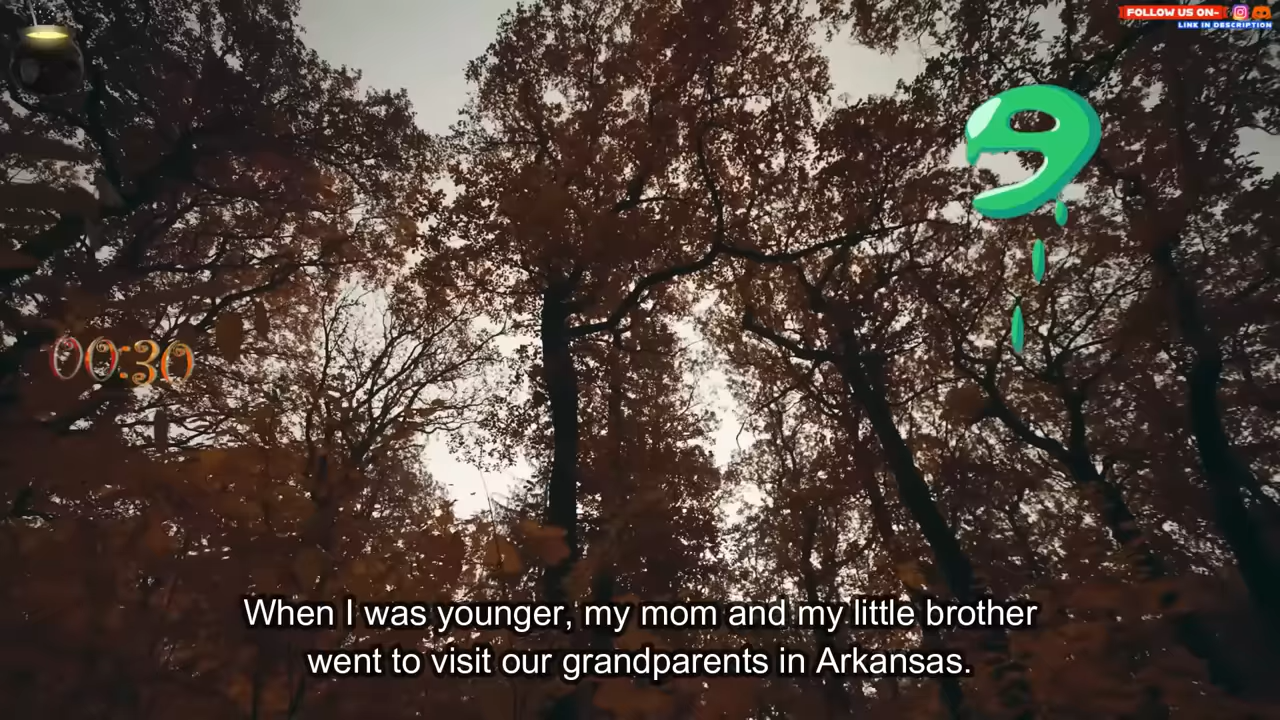 FOLLOW US ON-
LINK IN DESCRIPTION
9
00:30
When I was younger, my mom and my little brother
went to visit our grandparents in Arkansas.